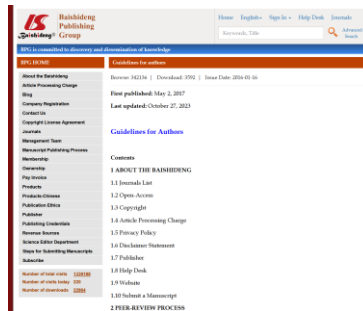 Baishideng
Publishing
Baishideng® Group
Home English Sign In Help Desk Journals
Keywords, Title
Advanced
Search
BPG is committed to discovery and dissemination of knowledge
BPG HOME
About the Baishideng
Article Processing Charge
Blog
Company Registration
Contact Us
Copyright License Agreement
Journals
Management Team
Manuscript Publishing Process
Membership
Ownership
Pay Invoice
Products
Products-Chinese
Publication Ethics
Publisher
Publishing Credentials
Revenue Sources
Science Editor Department
Steps for Submitting Manuscripts
Subscribe
Number of total visits
Number of visits today
Number of downloads
Guidelines for authors
Browse: 342136 | Download: 3792 | Issue Date: 2016-01-16
First published: May 2, 2017
Last updated: October 27, 2023
Guidelines for Authors
Contents
1 ABOUT THE BAISHIDENG
1.1 Journals List
1.2 Open-Access
1.3 Copyright
1.4 Article Processing Charge
1.5 Privacy Policy
1.6 Disclaimer Statement
1.7 Publisher
1.8 Help Desk
1.9 Website
1.10 Submit a Manuscript
2 PEER-REVIEW PROCESS